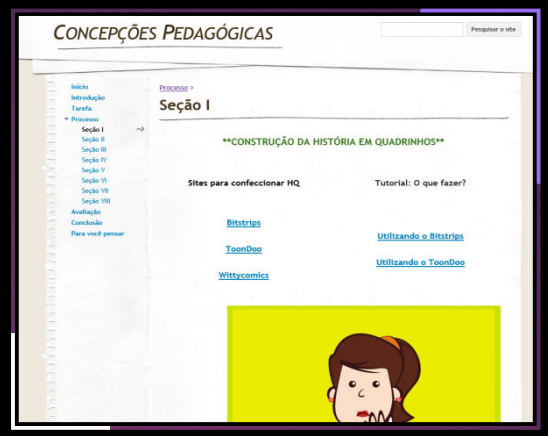 CONCEPÇÕES PEDAGÓGICAS
Pesquisar o site
Início
Introdução
Tarefa
Processo
Seção I
Seção II
Seção III
Seção IV
Seção V
Seção VI
Seção VII
Seção VIII
Avaliação
Conclusão
Para você pensar
Processo >
Seção I
**CONSTRUÇÃO DA HISTÓRIA EM QUADRINHOS**
Sites para confeccionar HQ
Bitstrips
ToonDoo
Wittycomics
Tutorial: O que fazer?
Utilizando o Bitstrips
Utilizando o ToonDoo